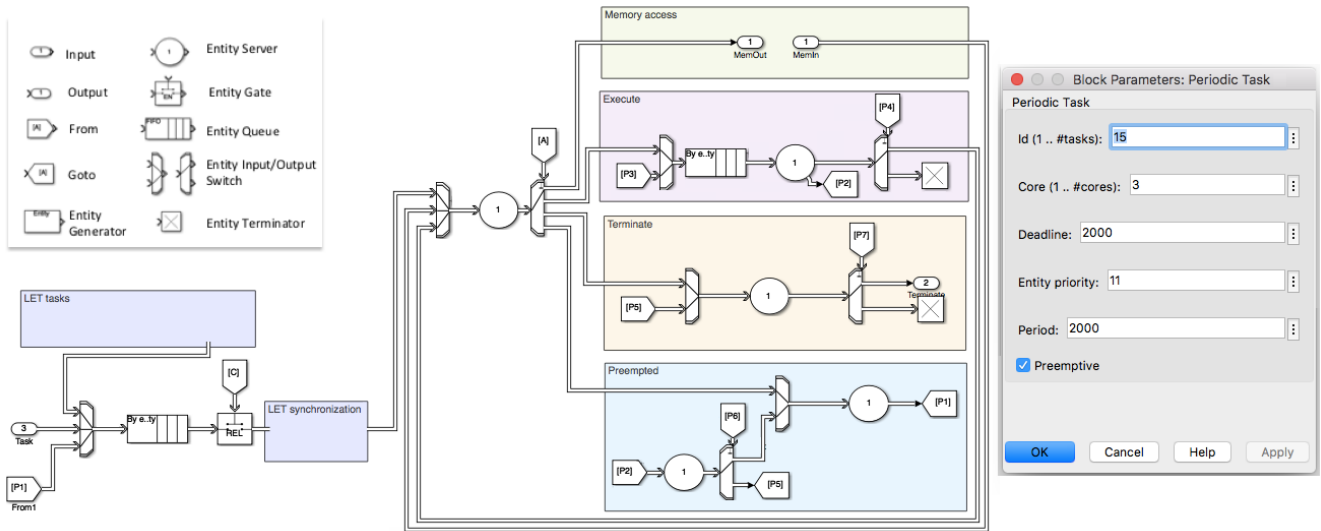 Input
1
Entity Server
Output
EN
Entity Gate
[A]
From
FIFO
Entity Queue
[A]
Goto
Entity Input/Output
Switch
Entity
Entity
Generator
Entity Terminator
Memory access
1
MemOut
1
MemIn
Execute
[P4]
[A]
[P3]
By e..ty
1
[P2]
1
Terminate
[P7]
[P5]
1
2
Terminate
LET tasks
[C]
By e..ty
REL
LET synchronization
3
Task
[P1]
From1
Preempted
[P6]
1
[P1]
[P2]
1
[P5]
Block Parameters: Periodic Task
Periodic Task
Id (1 .. #tasks): 15
Core (1 .. #cores): 3
Deadline: 2000
Entity priority: 11
Period: 2000
Preemptive
OK Cancel Help Apply